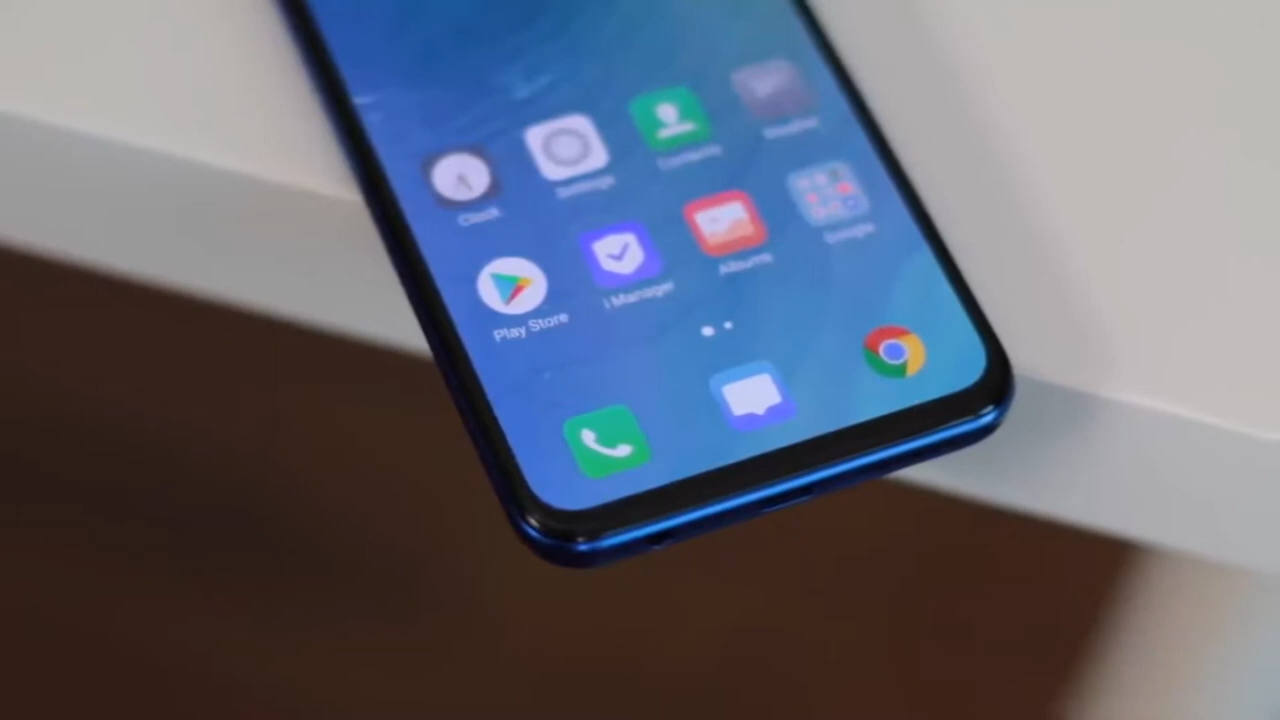 Clock
Settings
Contacts
Weather
Play Store
i Manager
Albums
Google